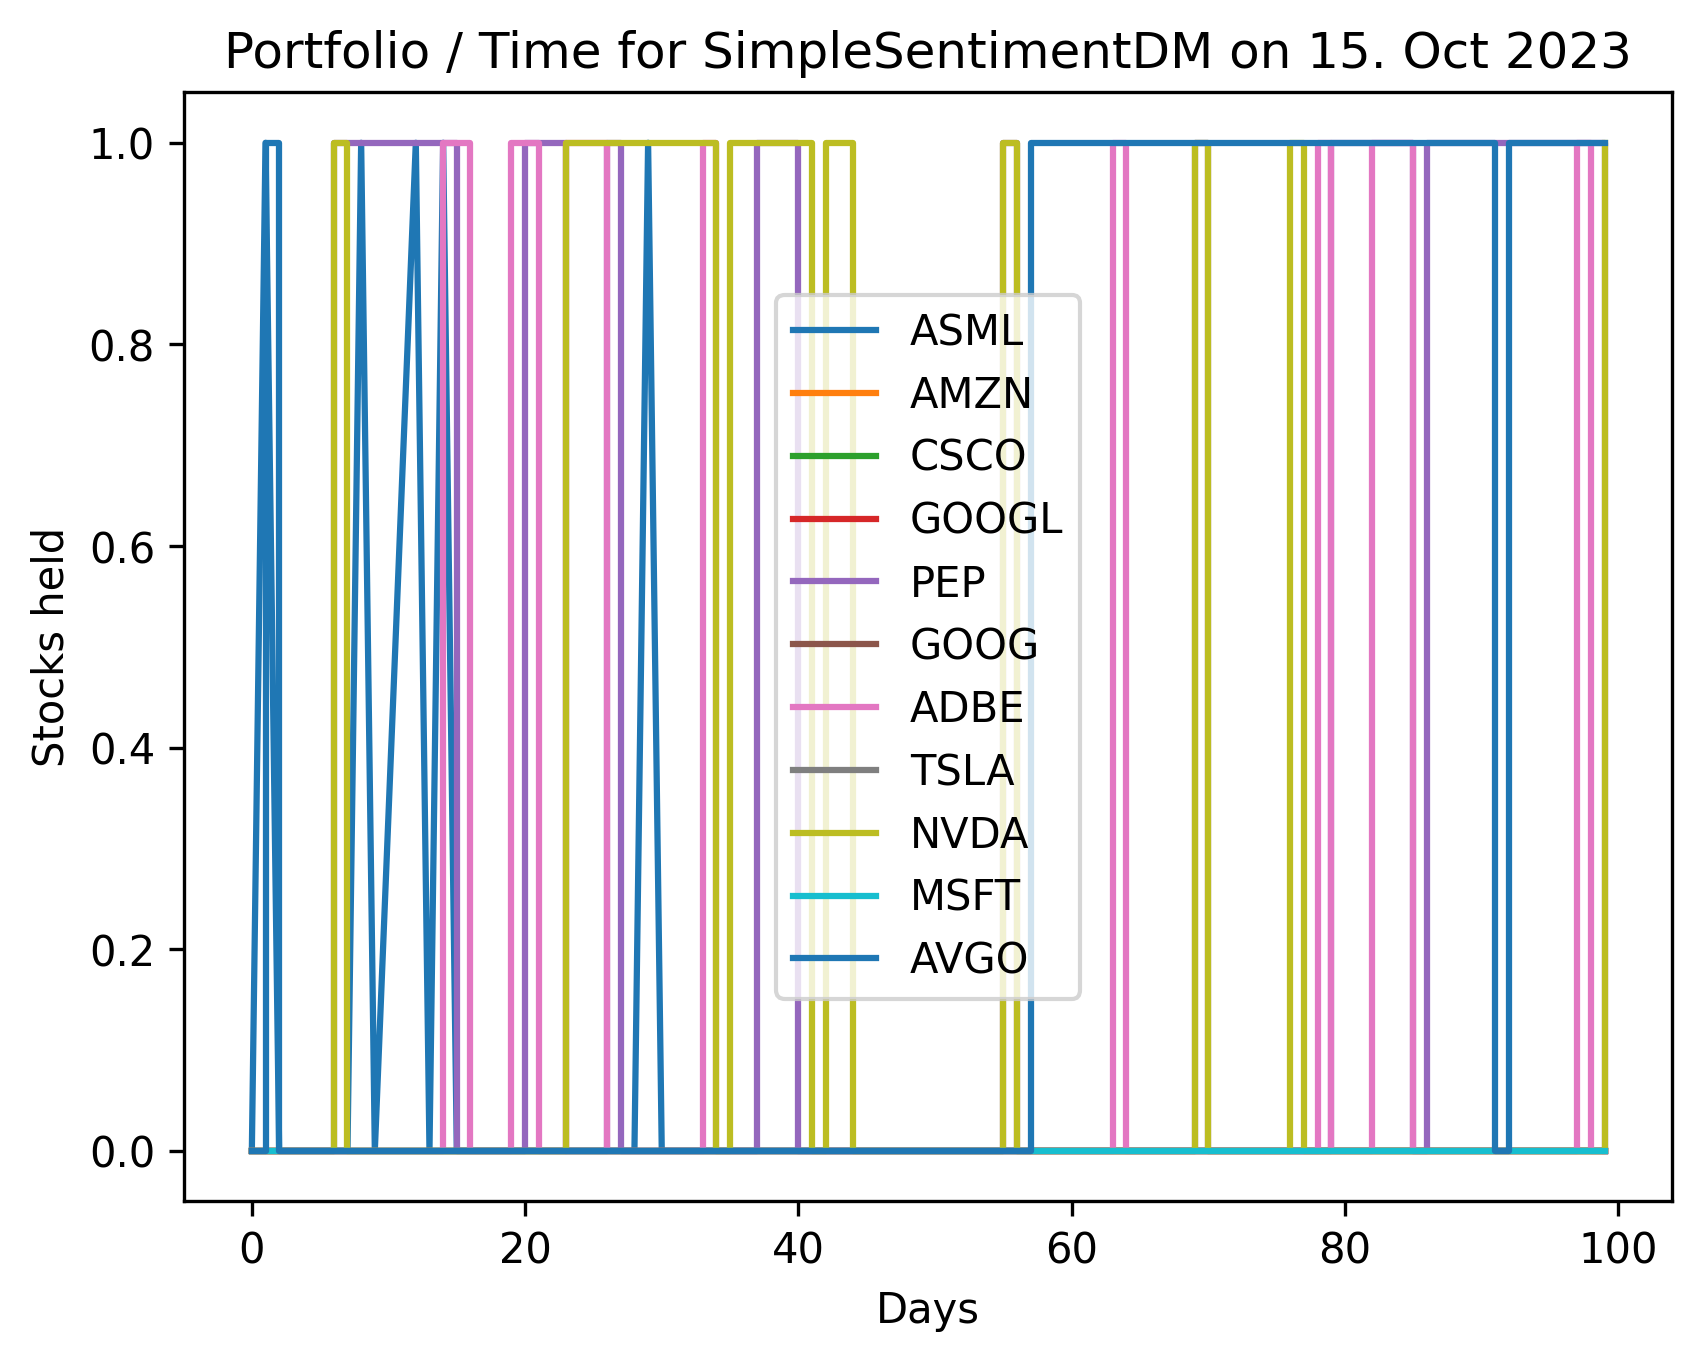 Portfolio / Time for SimpleSentimentDM on 15. Oct 2023
1.0
0.8
0.6
0.4
0.2
0.0
Stocks held
ASML
AMZN
CSCO
GOOGL
PEP
GOOG
ADBE
TSLA
NVDA
MSFT
AVGO
0 20 40 60 80 100
Days